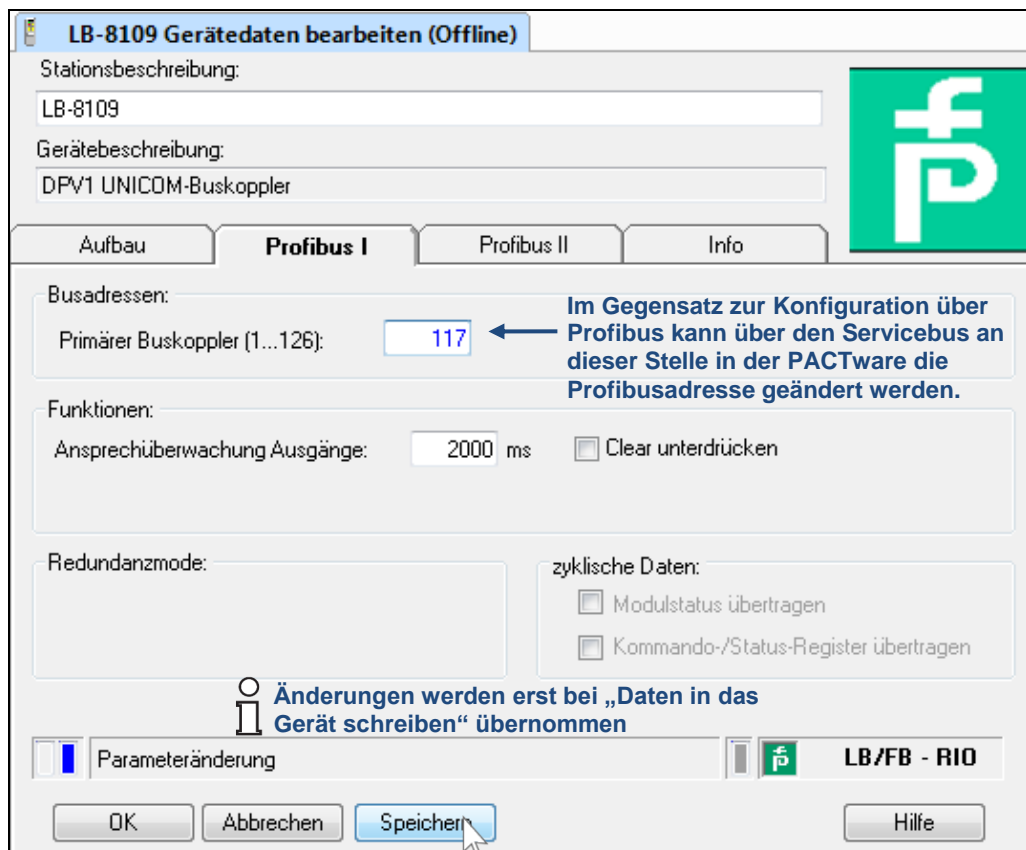 LB-8109 Gerätedaten bearbeiten (Offline)
Stationsbeschreibung:
LB-8109
Gerätebeschreibung:
DPV1 UNICOM-Buskoppler
Aufbau
Profibus I
Profibus II
Info
Busadressen:
Primärer Buskoppler (1...126):
117
Im Gegensatz zur Konfiguration über
Profibus kann über den Servicebus an
dieser Stelle in der PACTware die
Profibusadresse geändert werden.
Funktionen:
Ansprechüberwachung Ausgänge:
2000 ms
Clear unterdrücken
Redundanzmode:
zyklische Daten:
Modulstatus übertragen
Kommando-/Status-Register übertragen
Änderungen werden erst bei „Daten in das
Gerät schreiben“ übernommen
Parameteränderung
LB/FB - RIO
OK
Abbrechen
Speichern
Hilfe